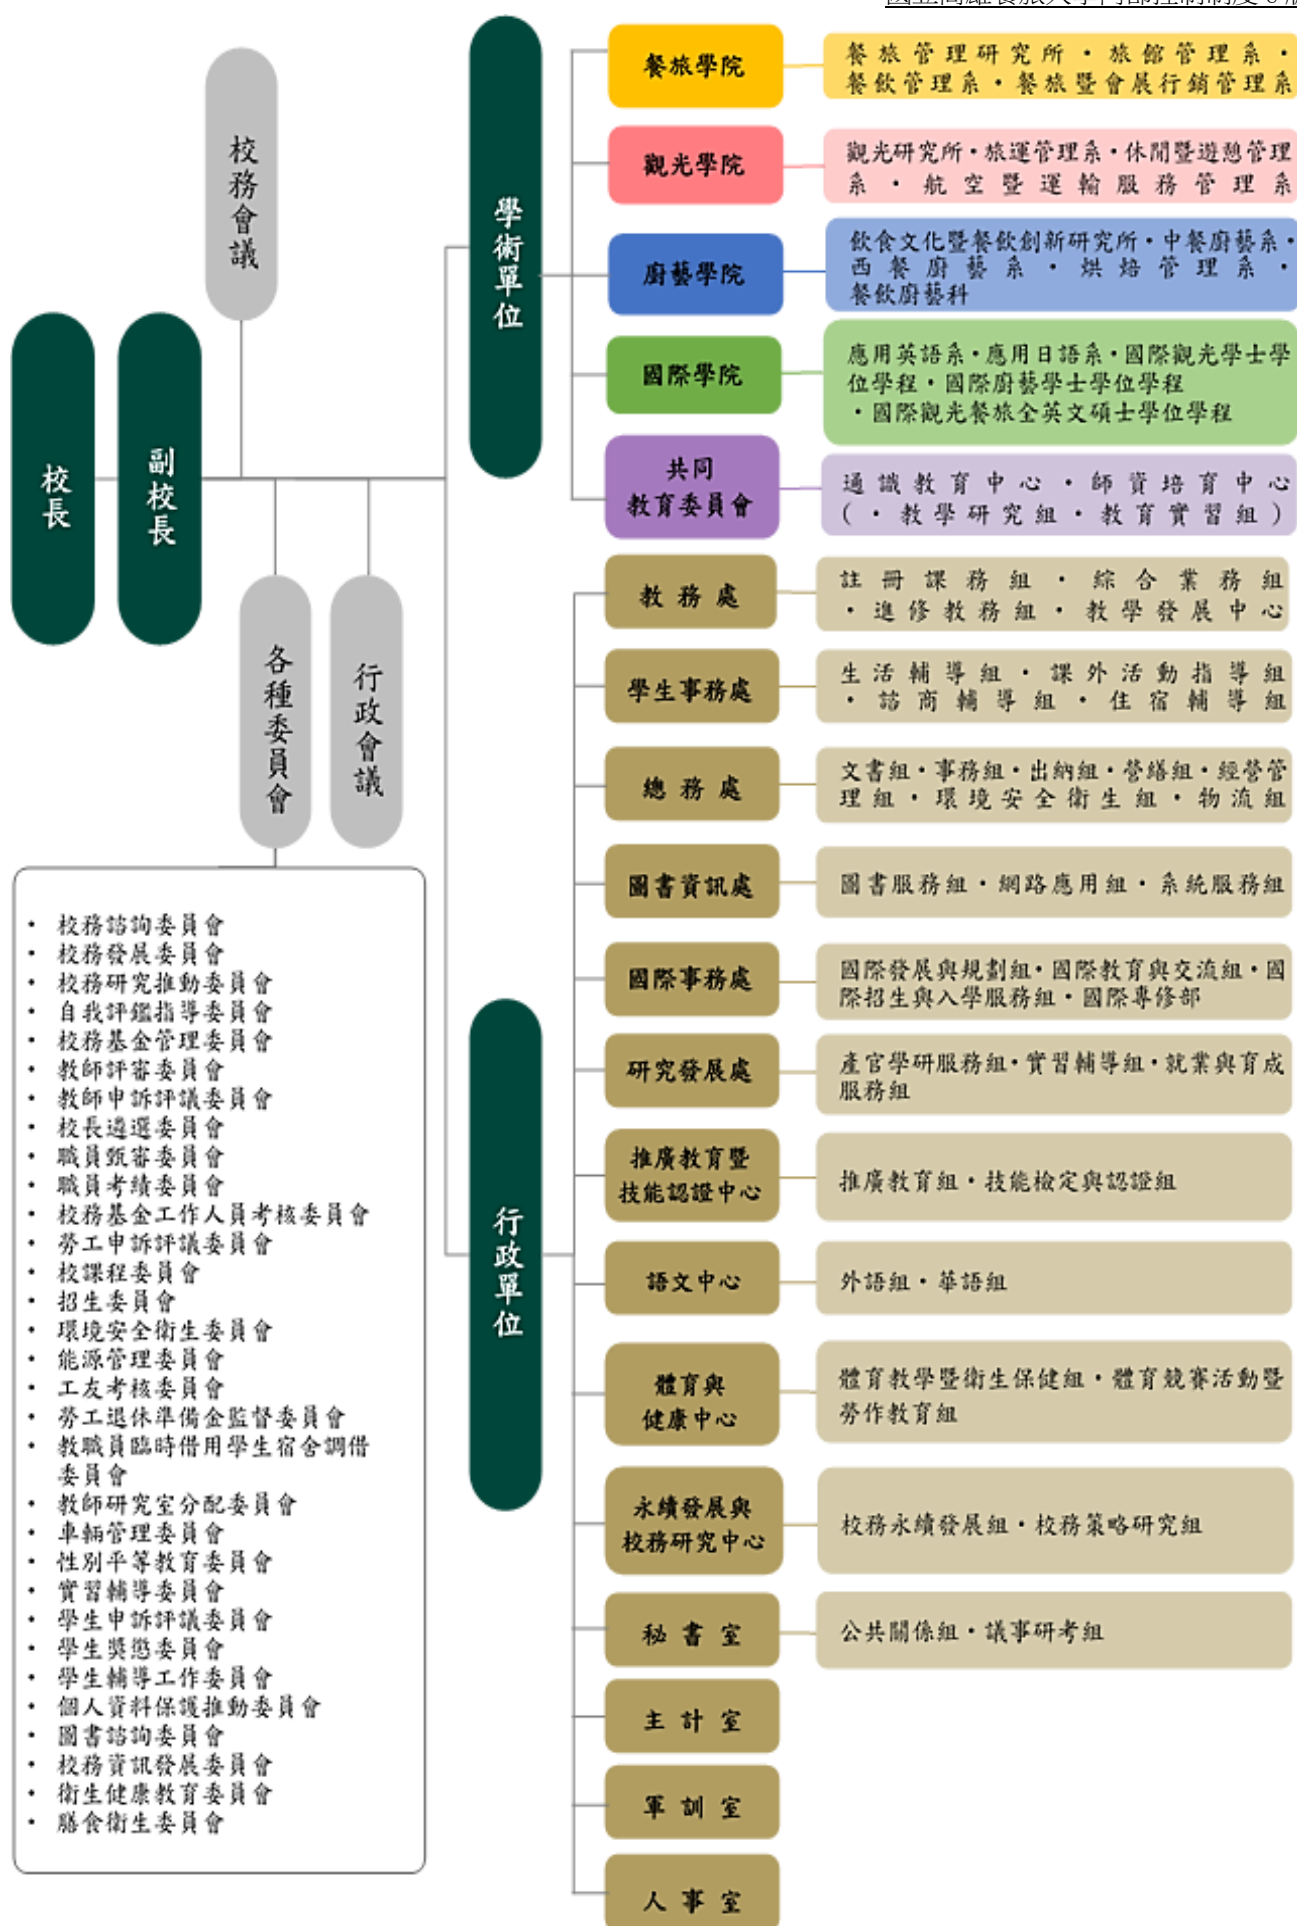 國立高雄餐旅大學內部控制制度
校務會議
校長
副校長
各種委員會
行政會議
• 校務諮詢委員會
• 校務發展委員會
• 校務研究推動委員會
• 自我評鑑指導委員會
• 校務基金管理委員會
• 教師評審委員會
• 教師申訴評議委員會
• 校長遴選委員會
• 職員甄審委員會
• 職員考績委員會
• 校務基金工作人員考核委員會
• 勞工申訴評議委員會
• 校課程委員會
• 招生委員會
• 環境安全衛生委員會
• 能源管理委員會
• 工友考核委員會
• 勞工退休準備金監督委員會
• 教職員臨時借用學生宿舍調借
委員會
• 教師研究室分配委員會
• 車輛管理委員會
• 性別平等教育委員會
• 實習輔導委員會
• 學生申訴評議委員會
• 學生獎懲委員會
• 學生輔導工作委員會
• 個人資料保護推動委員會
• 圖書諮詢委員會
• 校務資訊發展委員會
• 衛生健康教育委員會
• 膳食衛生委員會
學術單位
餐旅學院
餐旅管理研究所・旅館管理系・
餐飲管理系・餐旅暨會展行銷管理系
觀光學院
觀光研究所・旅運管理系・休閒暨遊憩管理
系・航空暨運輸服務管理系
廚藝學院
飲食文化暨餐飲創新研究所・中餐廚藝系・
西餐廚藝系・烘焙管理系・
餐飲廚藝科
國際學院
應用英語系・應用日語系・國際觀光學士學
位學程・國際廚藝學士學位學程
・國際觀光餐旅全英文碩士學位學程
共同
教育委員會
通識教育中心・師資培育中心
(・教學研究組・教育實習組)
行政單位
教務處
註冊課務組・綜合業務組
・進修教務組・教學發展中心
學生事務處
生活輔導組・課外活動指導組
・諮商輔導組・住宿輔導組
總務處
文書組・事務組・出納組・營繕組・經營管
理組・環境安全衛生組・物流組
圖書資訊處
圖書服務組・網路應用組・系統服務組
國際事務處
國際發展與規劃組・國際教育與交流組・國
際招生與入學服務組・國際專修部
研究發展處
產官學研服務組・實習輔導組・就業與育成
服務組
推廣教育暨
技能認證中心
推廣教育組・技能檢定與認證組
語文中心
外語組・華語組
體育與
健康中心
體育教學暨衛生保健組・體育競賽活動暨
勞作教育組
永續發展與
校務研究中心
校務永續發展組・校務策略研究組
秘書室
公共關係組・議事研考組
主計室
軍訓室
人事室